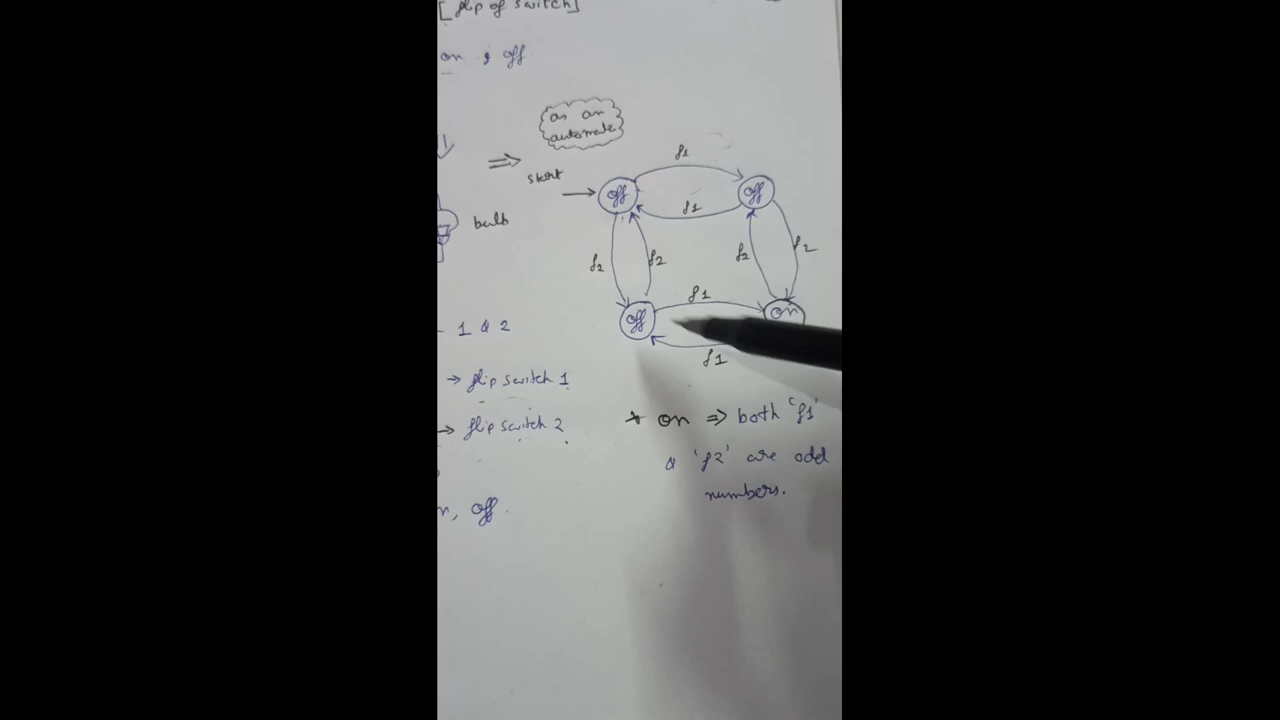 [flip of switch]
on & off
as an
automate
start
f1
off
off
f1
bulb
f2
f2
f2
f2
f1
off
on
1 & 2
f1
→ flip switch 1
* on ⇒ both 'f1'
→ flip switch 2
& 'f2' are odd
numbers.
, off.